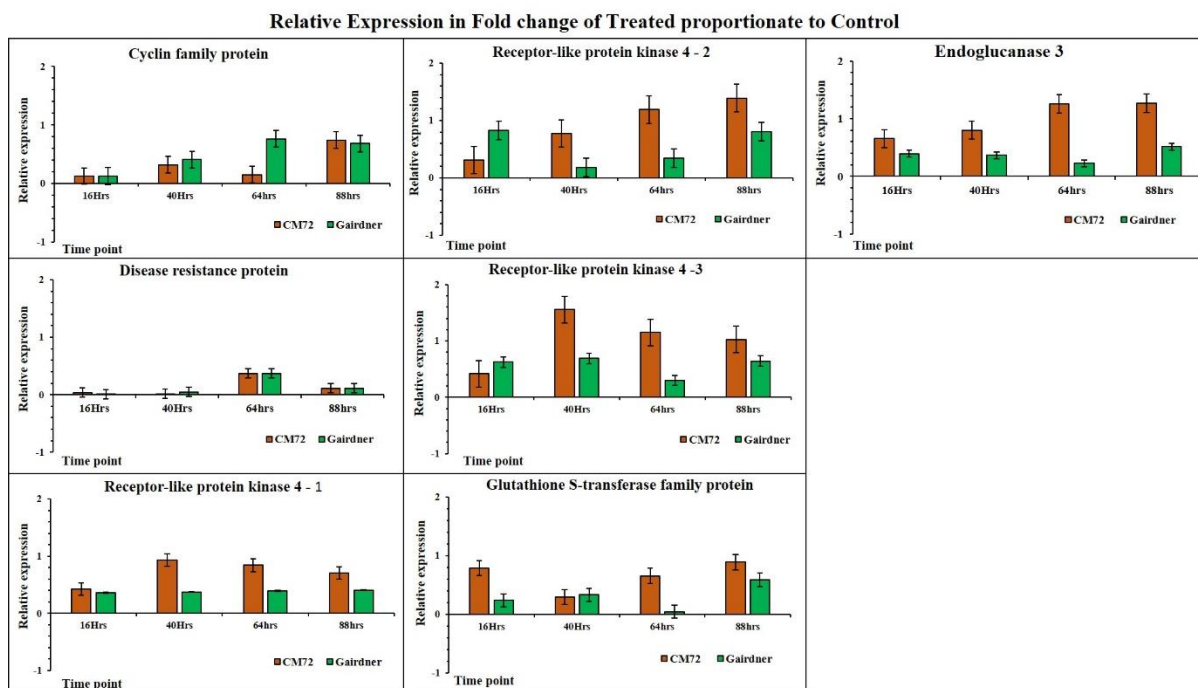 Relative Expression in Fold change of Treated proportionate to Control
Cyclin family protein
Relative expression
2
1
0
-1
16Hrs 40Hrs 64hrs 88hrs
CM72 Gairdner
Time point
Receptor-like protein kinase 4 - 2
Relative expression
2
1
0
-1
16Hrs 40Hrs 64hrs 88hrs
CM72 Gairdner
Time point
Endoglucanase 3
Relative expression
2
1
0
-1
16Hrs 40Hrs 64hrs 88hrs
CM72 Gairdner
Time point
Disease resistance protein
Relative expression
2
1
0
-1
16Hrs 40Hrs 64hrs 88hrs
CM72 Gairdner
Time point
Receptor-like protein kinase 4 -3
Relative expression
2
1
0
-1
16Hrs 40Hrs 64hrs 88hrs
CM72 Gairdner
Time point
Receptor-like protein kinase 4 - 1
Relative expression
2
1
0
-1
16Hrs 40Hrs 64hrs 88hrs
CM72 Gairdner
Time point
Glutathione S-transferase family protein
Relative expression
2
1
0
-1
16Hrs 40Hrs 64hrs 88hrs
CM72 Gairdner
Time point